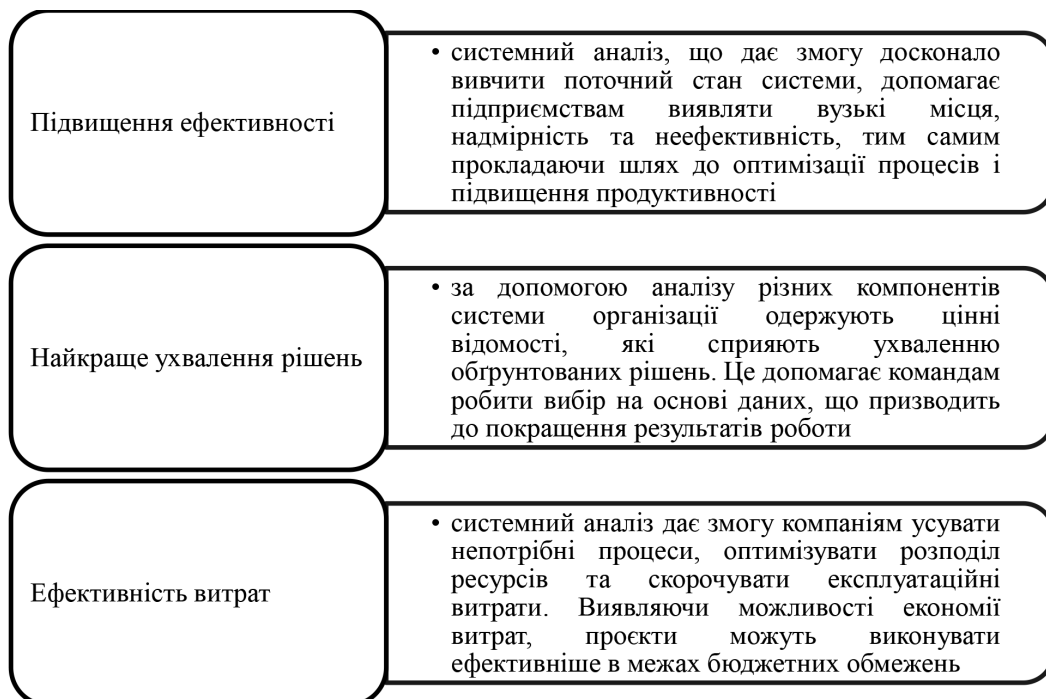 Підвищення ефективності
• системний аналіз, що дає змогу досконало
вивчити поточний стан системи, допомагає
підприємствам виявляти вузькі місця,
надмірність та неефективність, тим самим
прокладаючи шлях до оптимізації процесів і
підвищення продуктивності
Найкраще ухвалення рішень
• за допомогою аналізу різних компонентів
системи організації одержують цінні
відомості, які сприяють ухваленню
обґрунтованих рішень. Це допомагає командам
робити вибір на основі даних, що призводить
до покращення результатів роботи
Ефективність витрат
• системний аналіз дає змогу компаніям усувати
непотрібні процеси, оптимізувати розподіл
ресурсів та скорочувати експлуатаційні
витрати. Виявляючи можливості економії
витрат, проєкти можуть виконувати
ефективніше в межах бюджетних обмежень